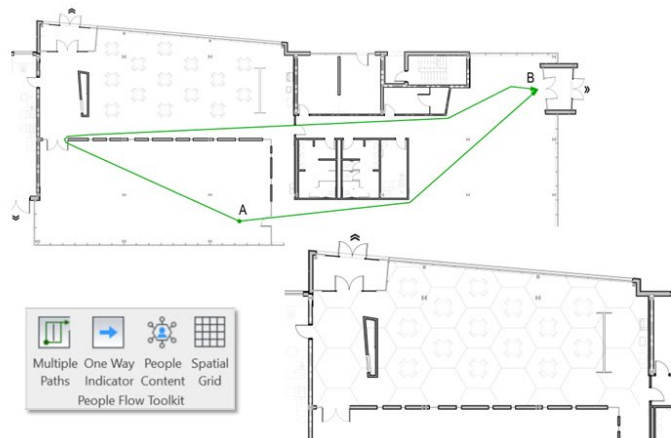 B
A
Multiple Paths
One Way Indicator
People Content
Spatial Grid
People Flow Toolkit